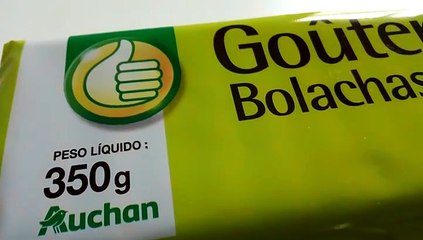 Goûter
Bolachas
PESO LÍQUIDO :
350g
Auchan